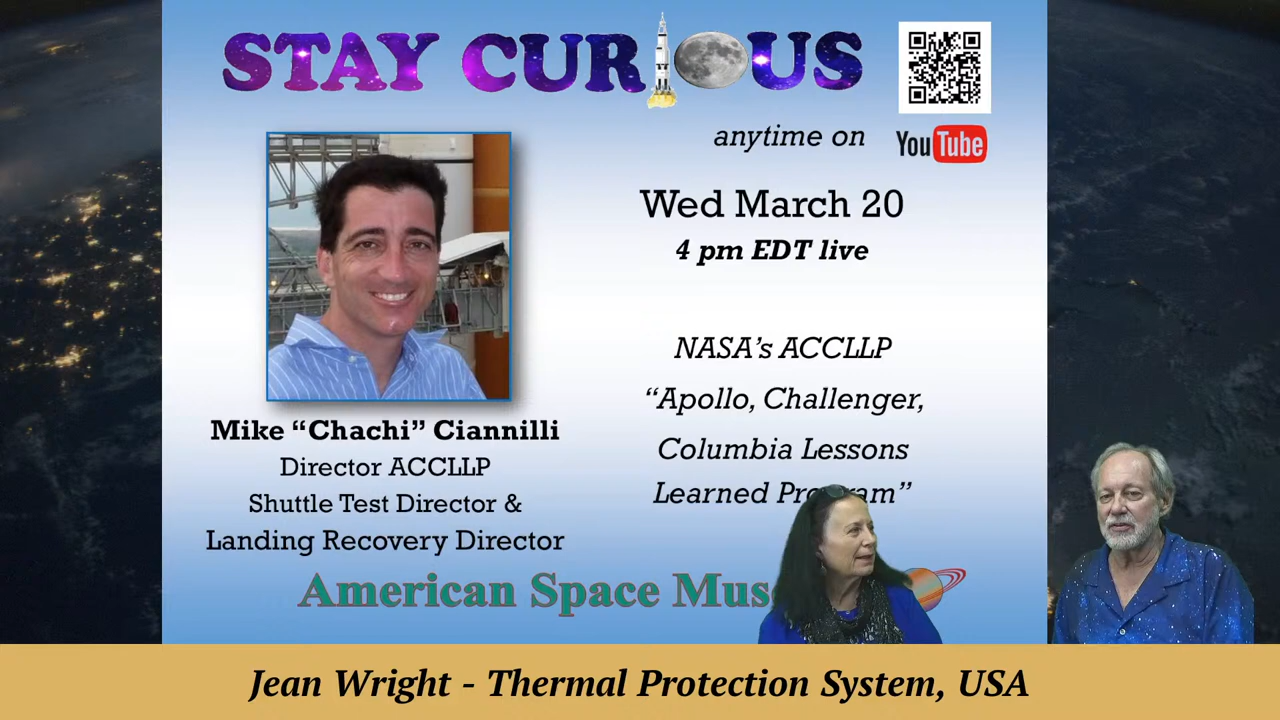 STAY CURIOUS
anytime on
YouTube
Wed March 20
4 pm EDT live
NASA's ACCLLP
“Apollo, Challenger,
Columbia Lessons
Learned Program”
Mike “Chachi” Ciannilli
Director ACCLLP
Shuttle Test Director &
Landing Recovery Director
American Space Mus
Jean Wright - Thermal Protection System, USA